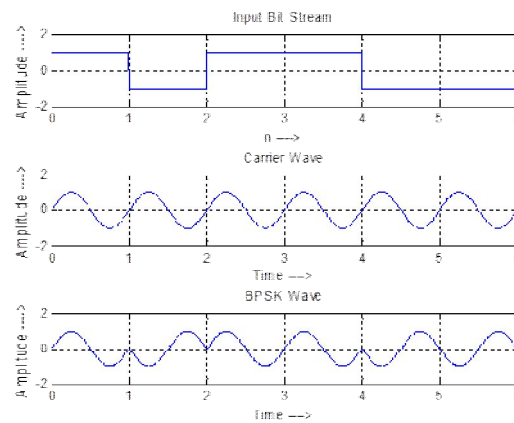 Input Bit Stream
Amplitude ---->
2
0
-2
0 1 2 3 4 5
n ---->
Carrier Wave
Amplitude ---->
2
0
-2
0 1 2 3 4 5
Time ---->
BPSK Wave
Amplitude ---->
2
0
-2
0 1 2 3 4 5
Time ---->